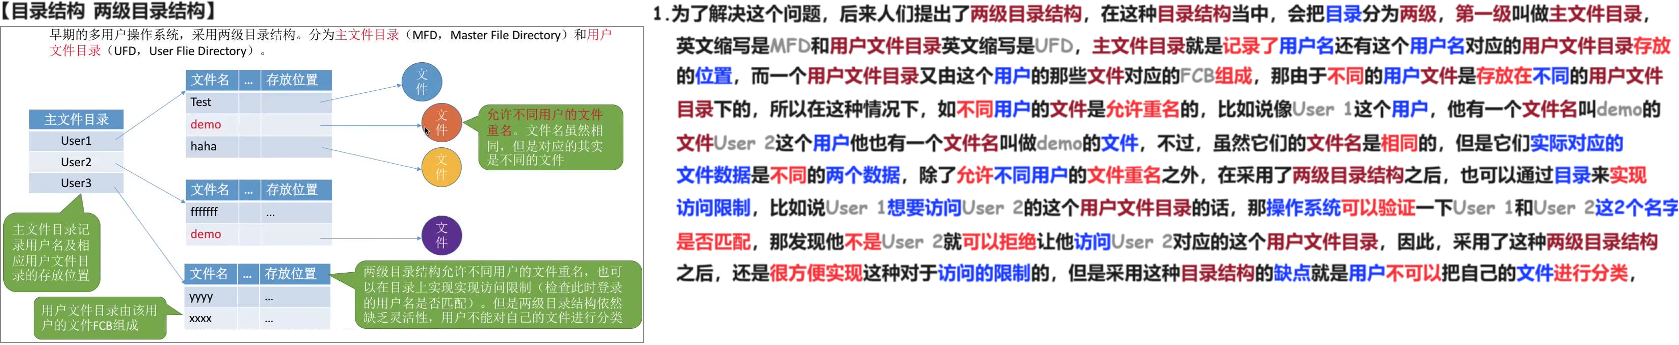 【目录结构 两级目录结构】
早期的多用户操作系统，采用两级目录结构。分为主文件目录（MFD，Master File Directory）和用户
文件目录（UFD，User Flie Directory）。
主文件目录
User1
User2
User3
文件名 ... 存放位置
Test
demo
haha
文件名 ... 存放位置
fffffff ...
demo
文件名 ... 存放位置
yyyy ...
xxxx ...
文
件
文
件
文
件
文
件
允许不同用户的文件
重名。文件名虽然相
同，但是对应的其实
是不同的文件
主文件目录记
录用户名及相
应用户文件目
录的存放位置
用户文件目录由该用
户的文件FCB组成
两级目录结构允许不同用户的文件重名，也可
以在目录上实现实现访问限制（检查此时登录
的用户名是否匹配）。但是两级目录结构依然
缺乏灵活性，用户不能对自己的文件进行分类
1.为了解决这个问题，后来人们提出了两级目录结构，在这种目录结构当中，会把目录分为两级，第一级叫做主文件目录，
英文缩写是MFD和用户文件目录英文缩写是UFD，主文件目录就是记录了用户名还有这个用户名对应的用户文件目录存放
的位置，而一个用户文件目录又由这个用户的那些文件对应的FCB组成，那由于不同的用户文件是存放在不同的用户文件
目录下的，所以在这种情况下，如不同用户的文件是允许重名的，比如说像User 1这个用户，他有一个文件名叫demo的
文件User 2这个用户他也有一个文件名叫做demo的文件，不过，虽然它们的文件名是相同的，但是它们实际对应的
文件数据是不同的两个数据，除了允许不同用户的文件重名之外，在采用了两级目录结构之后，也可以通过目录来实现
访问限制，比如说User 1想要访问User 2的这个用户文件目录的话，那操作系统可以验证一下User 1和User 2这2个名字
是否匹配，那发现他不是User 2就可以拒绝让他访问User 2对应的这个用户文件目录，因此，采用了这种两级目录结构
之后，还是很方便实现这种对于访问的限制的，但是采用这种目录结构的缺点就是用户不可以把自己的文件进行分类，